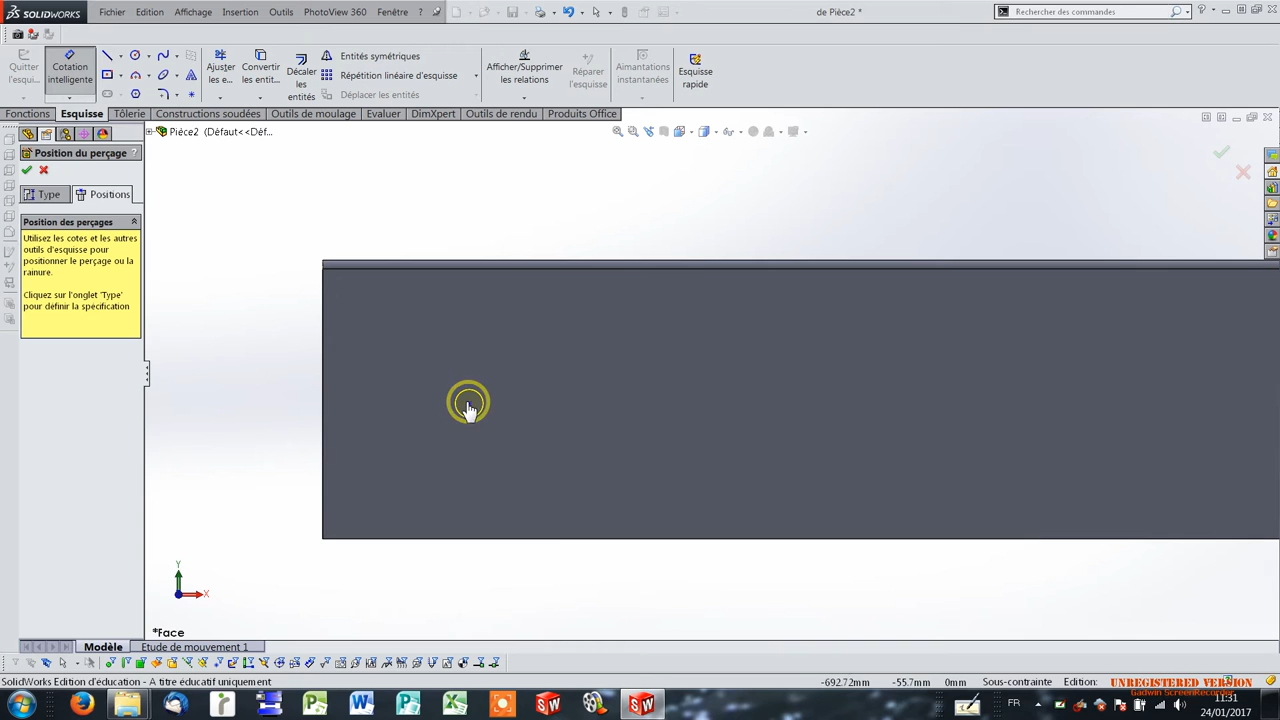 SOLIDWORKS Fichier Edition Affichage Insertion Outils PhotoView 360 Fenêtre ? de Pièce2 * Rechercher des commandes
Quitter l'esqui...
Cotation intelligente
Ajuster les e...
Convertir les entit...
Décaler les entités
Entités symétriques
Répétition linéaire d'esquisse
Déplacer les entités
Afficher/Supprimer les relations
Réparer l'esquisse
Aimantations instantanées
Esquisse rapide
Fonctions Esquisse Tôlerie Constructions soudées Outils de moulage Evaluer DimXpert Outils de rendu Produits Office
Pièce2 (Défaut<<Déf...
Position du perçage ?
Type Positions
Position des perçages
Utilisez les cotes et les autres
outils d'esquisse pour
positionner le perçage ou la
rainure.
Cliquez sur l'onglet 'Type'
pour définir la specification
Y
X
*Face
Modèle Etude de mouvement 1
SolidWorks Edition d'éducation - A titre éducatif uniquement -692.72mm -55.7mm 0mm Sous-contrainte Edition: UNREGISTERED VERSION
Gadwin ScreenRecorder
FR 11:31
24/01/2017